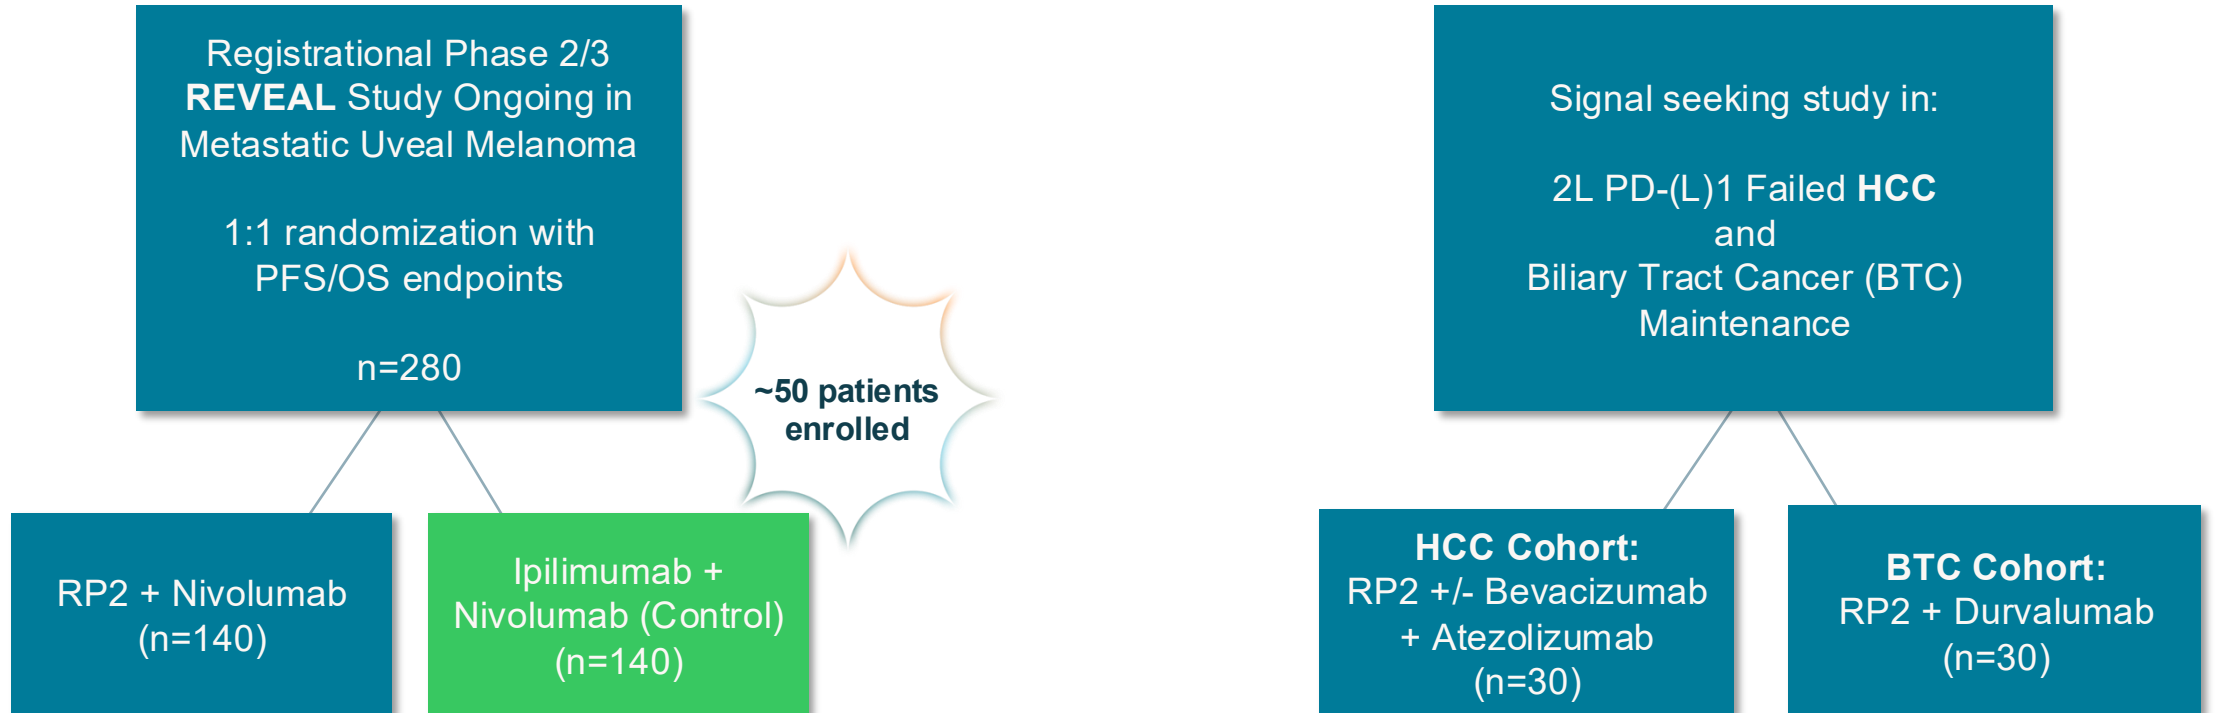 Registrational Phase 2/3
REVEAL Study Ongoing in
Metastatic Uveal Melanoma
1:1 randomization with
PFS/OS endpoints
n=280
~50 patients
enrolled
RP2 + Nivolumab
(n=140)
Ipilimumab +
Nivolumab (Control)
(n=140)
Signal seeking study in:
2L PD-(L)1 Failed HCC
and
Biliary Tract Cancer (BTC)
Maintenance
HCC Cohort:
RP2 +/- Bevacizumab
+ Atezolizumab
(n=30)
BTC Cohort:
RP2 + Durvalumab
(n=30)